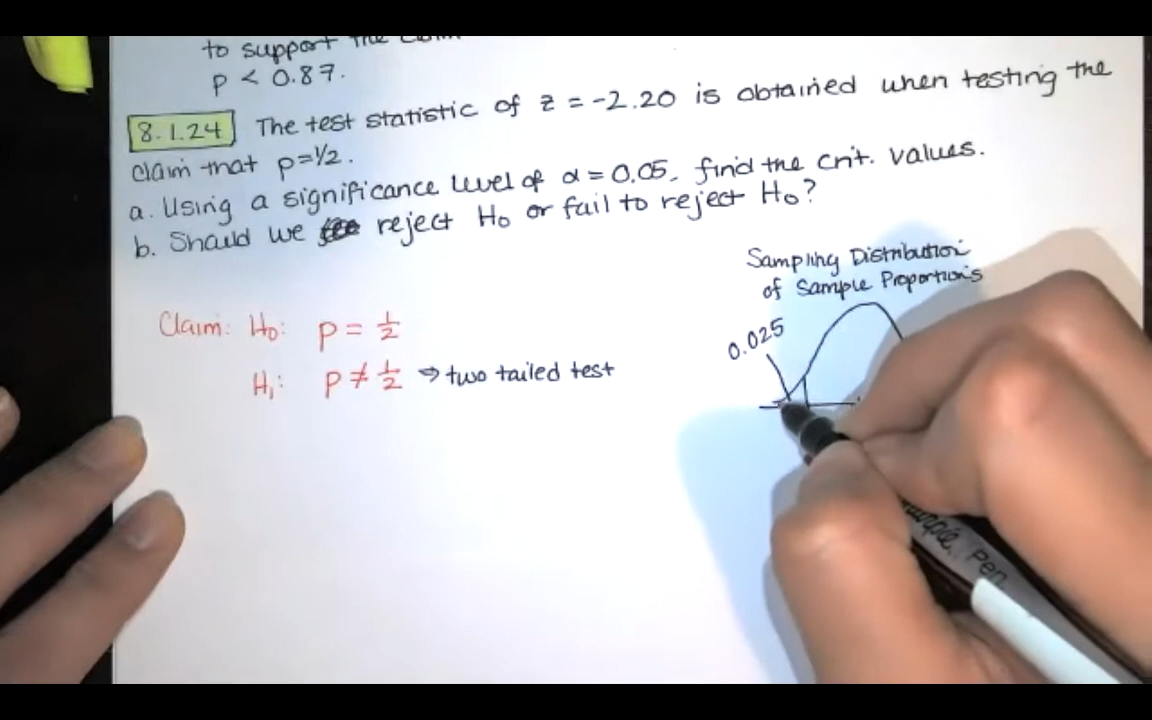 to support the
p < 0.87.
8.1.24 The test statistic of z = -2.20 is obtained when testing the
claim that p=1/2.
a. Using a significance level of α = 0.05, find the crit. values.
b. Should we reject H₀ or fail to reject H₀?
Sampling Distribution
of Sample Proportions
0.025
Claim: H₀: p = 1/2
H₁: p ≠ 1/2 ⇒ two tailed test
Pen